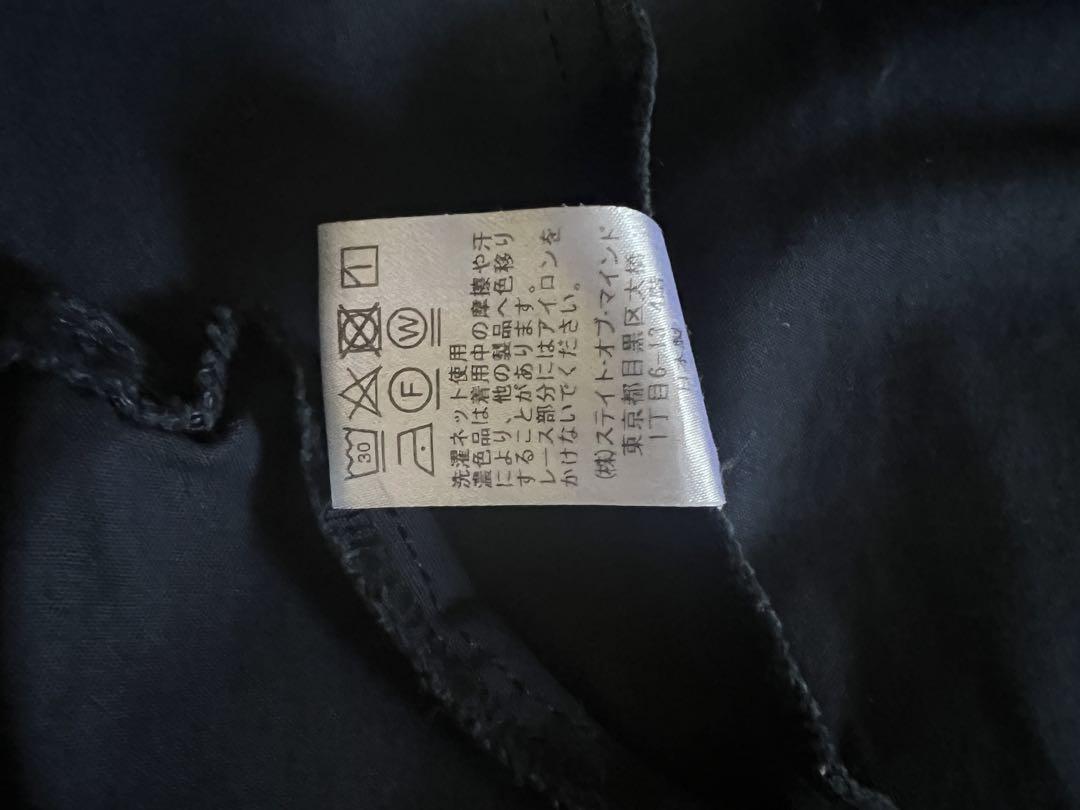 30
F
W
洗濯ネット使用
濃色品は着用中の摩擦や汗
により、他の製品へ色移り
することがあります。
レース部分にはアイロンを
かけないでください。
(株)ステイト・オブ・マインド
東京都目黒区大橋
1丁目6-13